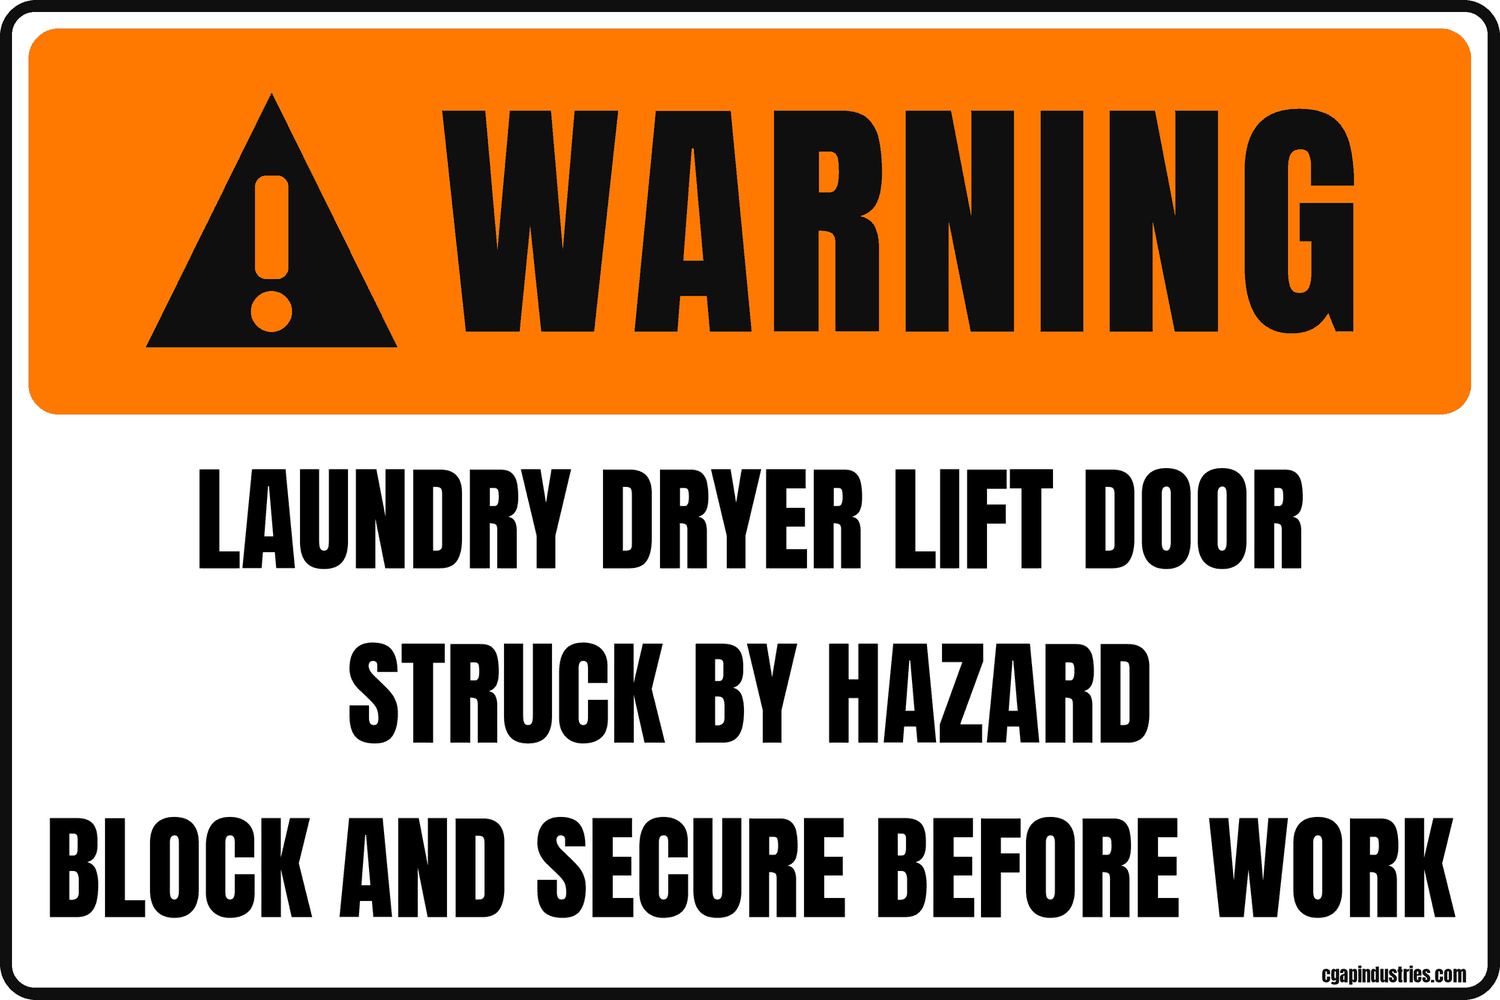 WARNING
LAUNDRY DRYER LIFT DOOR
STRUCK BY HAZARD
BLOCK AND SECURE BEFORE WORK
cgapindustries.com